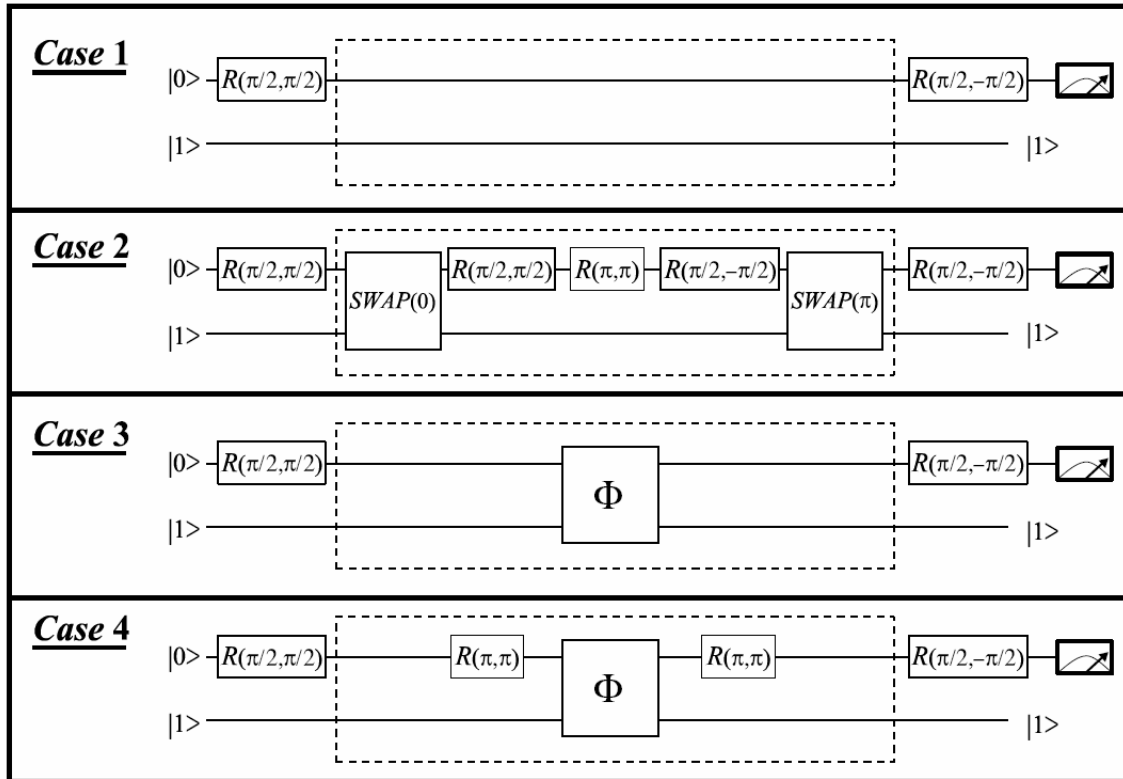 Case 1
|0> R(π/2,π/2) R(π/2,−π/2)
|1> |1>
Case 2
|0> R(π/2,π/2) R(π/2,π/2) R(π,π) R(π/2,−π/2) R(π/2,−π/2)
SWAP(0) SWAP(π)
|1> |1>
Case 3
|0> R(π/2,π/2) R(π/2,−π/2)
Φ
|1> |1>
Case 4
|0> R(π/2,π/2) R(π,π) R(π,π) R(π/2,−π/2)
Φ
|1> |1>